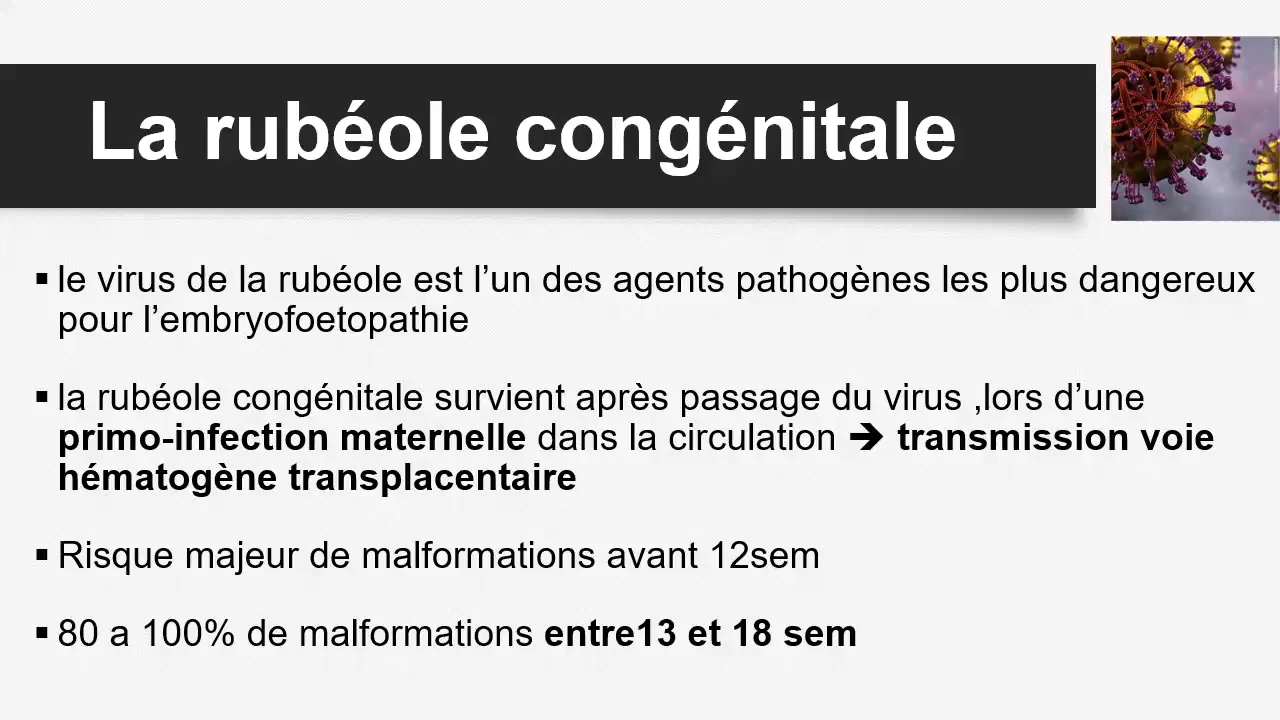 La rubéole congénitale
▪ le virus de la rubéole est l’un des agents pathogènes les plus dangereux
pour l’embryofoetopathie
▪ la rubéole congénitale survient après passage du virus ,lors d’une
primo-infection maternelle dans la circulation ➔ transmission voie
hématogène transplacentaire
▪ Risque majeur de malformations avant 12sem
▪ 80 a 100% de malformations entre13 et 18 sem